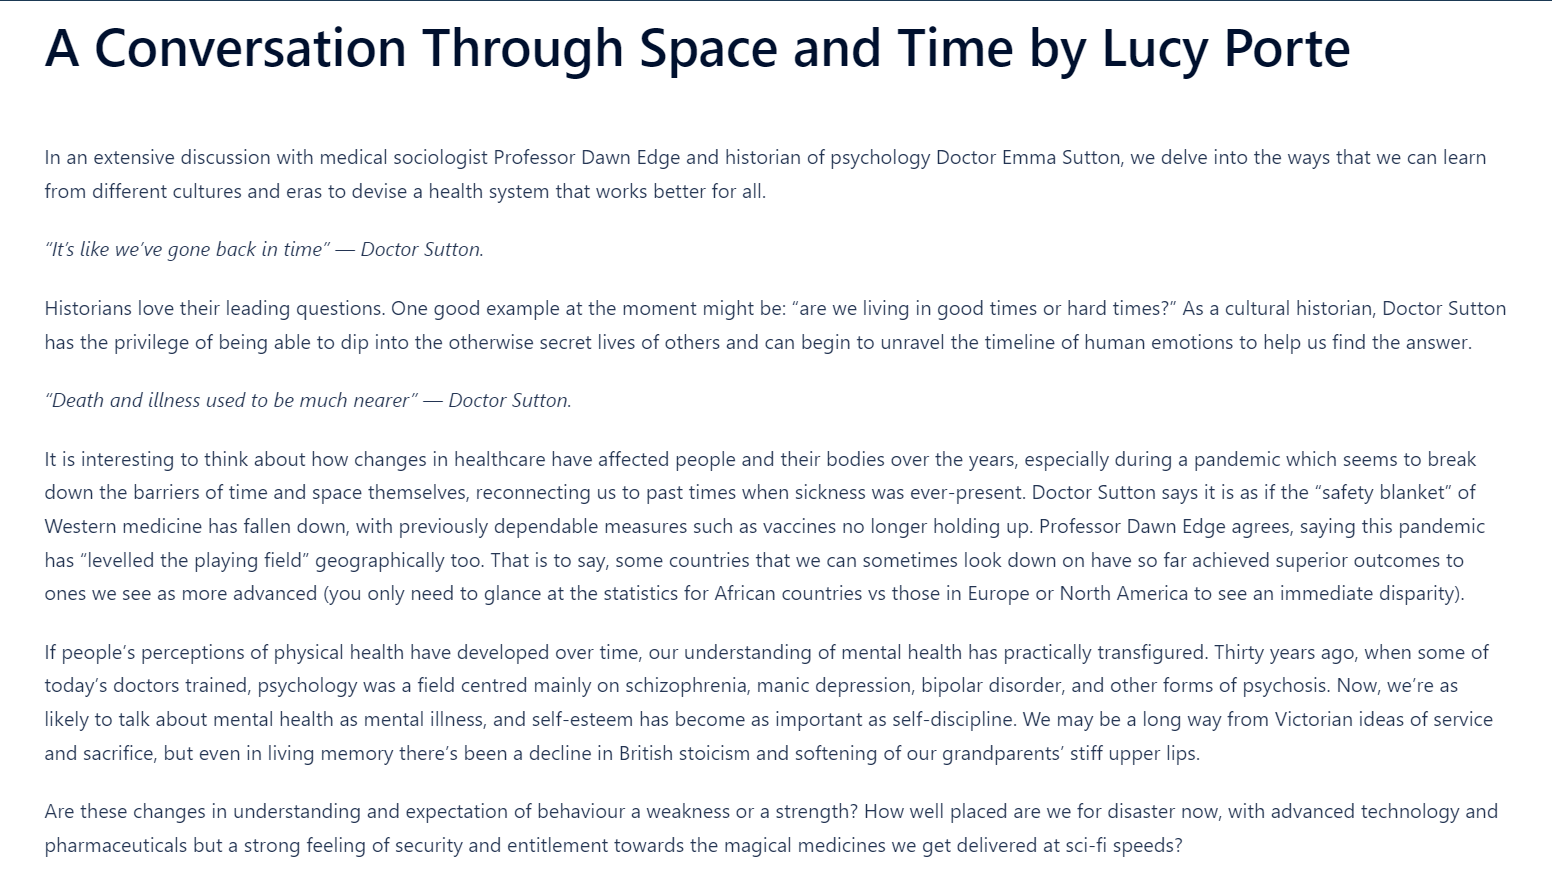 A Conversation Through Space and Time by Lucy Porte
In an extensive discussion with medical sociologist Professor Dawn Edge and historian of psychology Doctor Emma Sutton, we delve into the ways that we can learn
from different cultures and eras to devise a health system that works better for all.
“It’s like we’ve gone back in time” — Doctor Sutton.
Historians love their leading questions. One good example at the moment might be: “are we living in good times or hard times?” As a cultural historian, Doctor Sutton
has the privilege of being able to dip into the otherwise secret lives of others and can begin to unravel the timeline of human emotions to help us find the answer.
“Death and illness used to be much nearer” — Doctor Sutton.
It is interesting to think about how changes in healthcare have affected people and their bodies over the years, especially during a pandemic which seems to break
down the barriers of time and space themselves, reconnecting us to past times when sickness was ever-present. Doctor Sutton says it is as if the “safety blanket” of
Western medicine has fallen down, with previously dependable measures such as vaccines no longer holding up. Professor Dawn Edge agrees, saying this pandemic
has “levelled the playing field” geographically too. That is to say, some countries that we can sometimes look down on have so far achieved superior outcomes to
ones we see as more advanced (you only need to glance at the statistics for African countries vs those in Europe or North America to see an immediate disparity).
If people’s perceptions of physical health have developed over time, our understanding of mental health has practically transfigured. Thirty years ago, when some of
today’s doctors trained, psychology was a field centred mainly on schizophrenia, manic depression, bipolar disorder, and other forms of psychosis. Now, we’re as
likely to talk about mental health as mental illness, and self-esteem has become as important as self-discipline. We may be a long way from Victorian ideas of service
and sacrifice, but even in living memory there’s been a decline in British stoicism and softening of our grandparents’ stiff upper lips.
Are these changes in understanding and expectation of behaviour a weakness or a strength? How well placed are we for disaster now, with advanced technology and
pharmaceuticals but a strong feeling of security and entitlement towards the magical medicines we get delivered at sci-fi speeds?